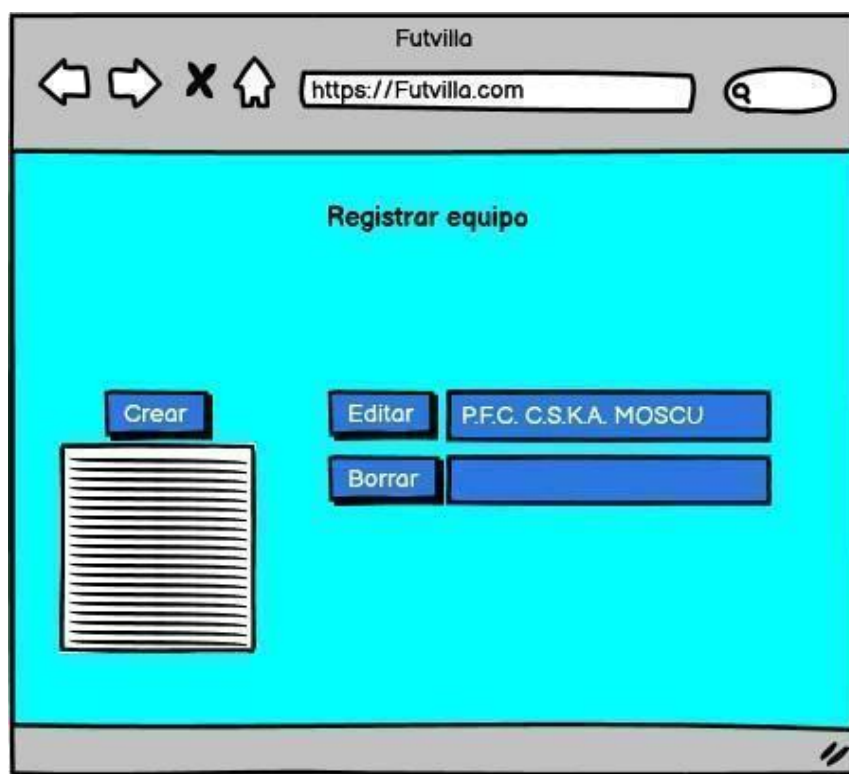 Futvilla
https://Futvilla.com
Registrar equipo
Crear
Editar P.F.C. C.S.K.A. MOSCU
Borrar